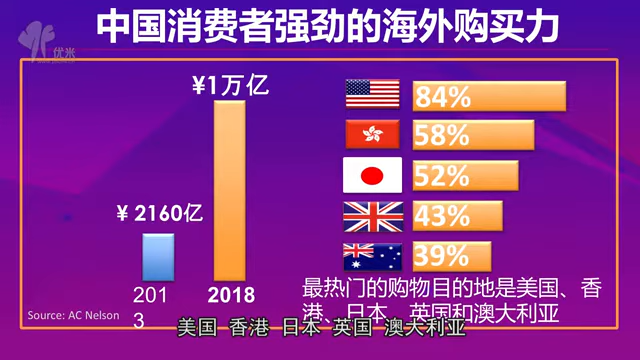 中国消费者强劲的海外购买力
优米
¥1万亿
¥ 2160亿
201
3
2018
84%
58%
52%
43%
39%
最热门的购物目的地是美国、香
港、日本、英国和澳大利亚
Source: AC Nelson
美国 香港 日本 英国 澳大利亚